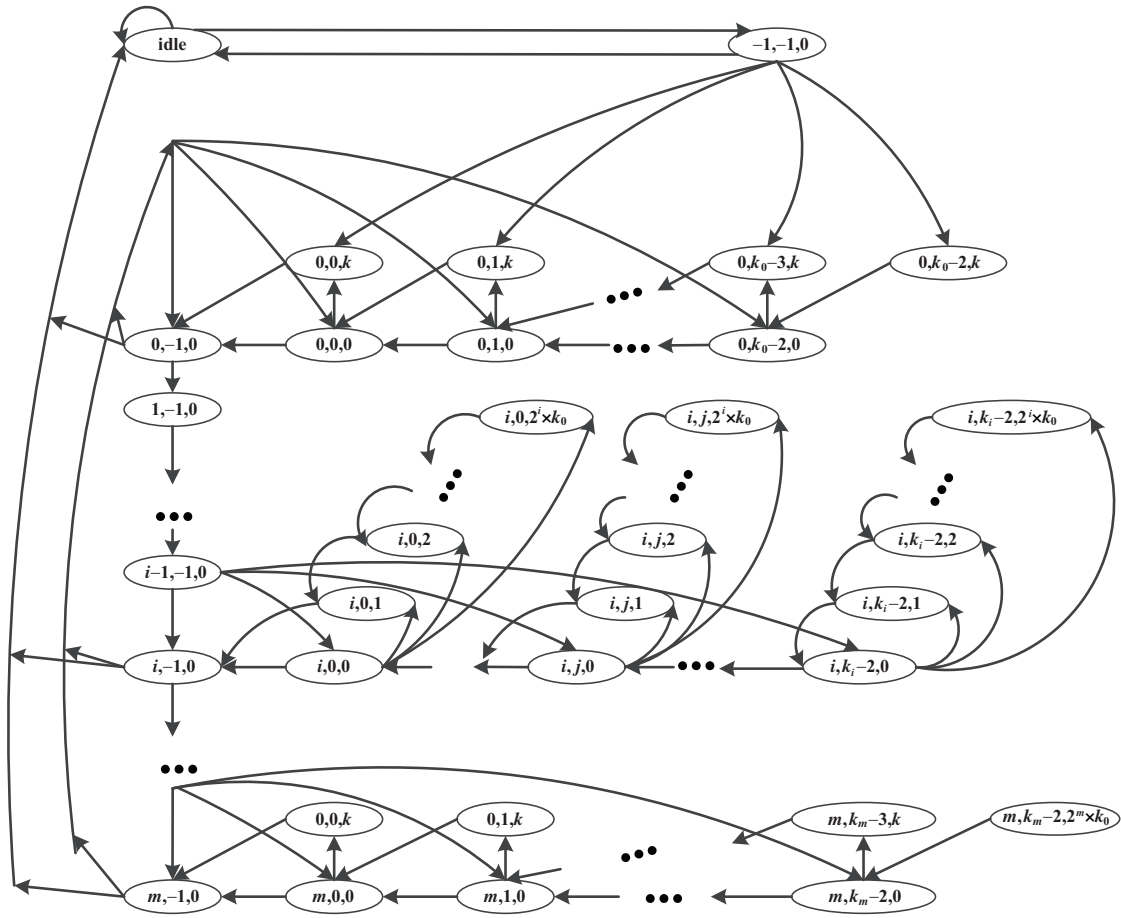 idle
−1,−1,0
0,0,k
0,1,k
0,k₀−3,k
0,k₀−2,k
0,−1,0
0,0,0
0,1,0
•••
•••
0,k₀−2,0
1,−1,0
i,0,2ⁱ×k₀
i,j,2ⁱ×k₀
i,kᵢ−2,2ⁱ×k₀
•••
•••
•••
•••
i,0,2
i,j,2
i,kᵢ−2,2
i−1,−1,0
i,0,1
i,j,1
i,kᵢ−2,1
i,−1,0
i,0,0
i,j,0
•••
i,kᵢ−2,0
•••
0,0,k
0,1,k
m,kₘ−3,k
m,kₘ−2,2ᵐ×k₀
•••
m,−1,0
m,0,0
m,1,0
•••
m,kₘ−2,0